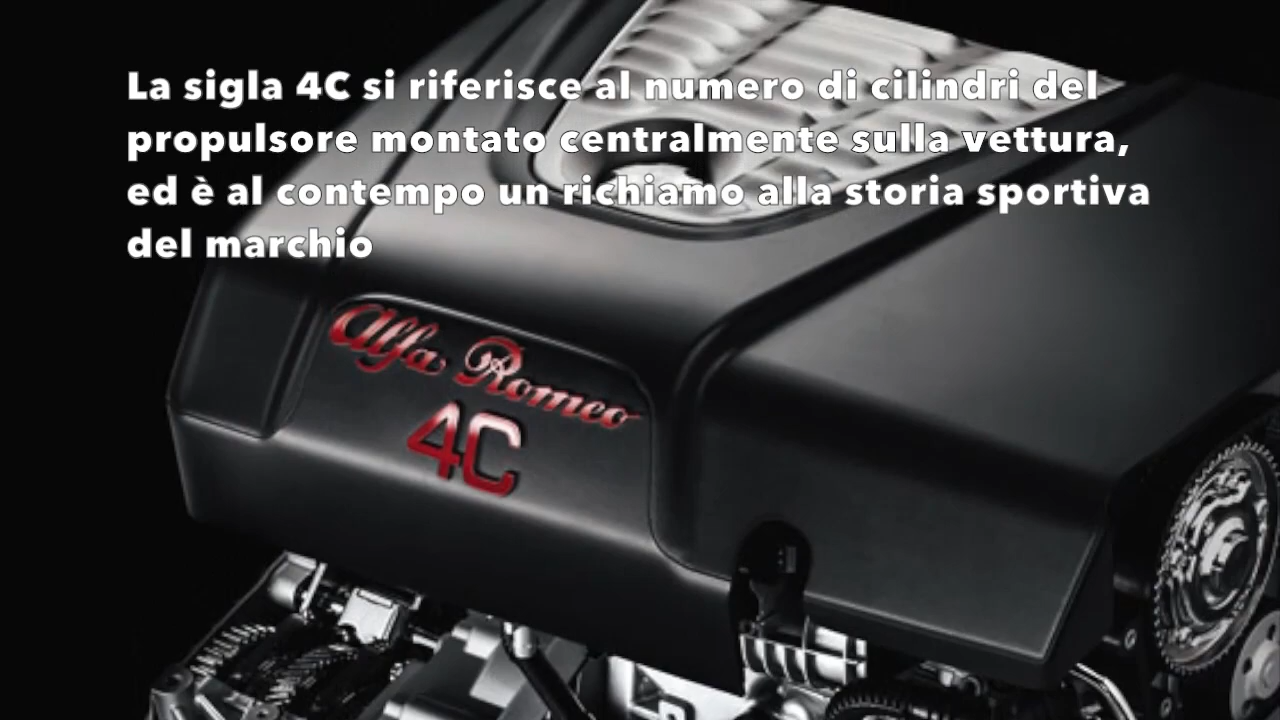 La sigla 4C si riferisce al numero di cilindri del
propulsore montato centralmente sulla vettura,
ed è al contempo un richiamo alla storia sportiva
del marchio
Alfa Romeo
4C